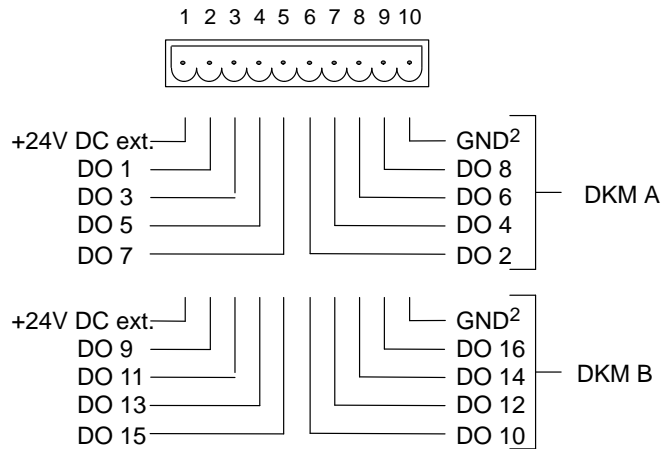 1 2 3 4 5 6 7 8 9 10
+24V DC ext. GND²
DO 1 DO 8
DO 3 DO 6 DKM A
DO 5 DO 4
DO 7 DO 2
+24V DC ext. GND²
DO 9 DO 16
DO 11 DO 14 DKM B
DO 13 DO 12
DO 15 DO 10